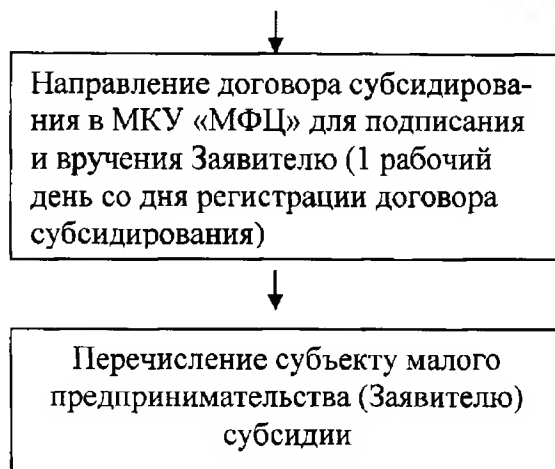 Направление договора субсидирова-
ния в МКУ «МФЦ» для подписания
и вручения Заявителю (1 рабочий
день со дня регистрации договора
субсидирования)
Перечисление субъекту малого
предпринимательства (Заявителю)
субсидии